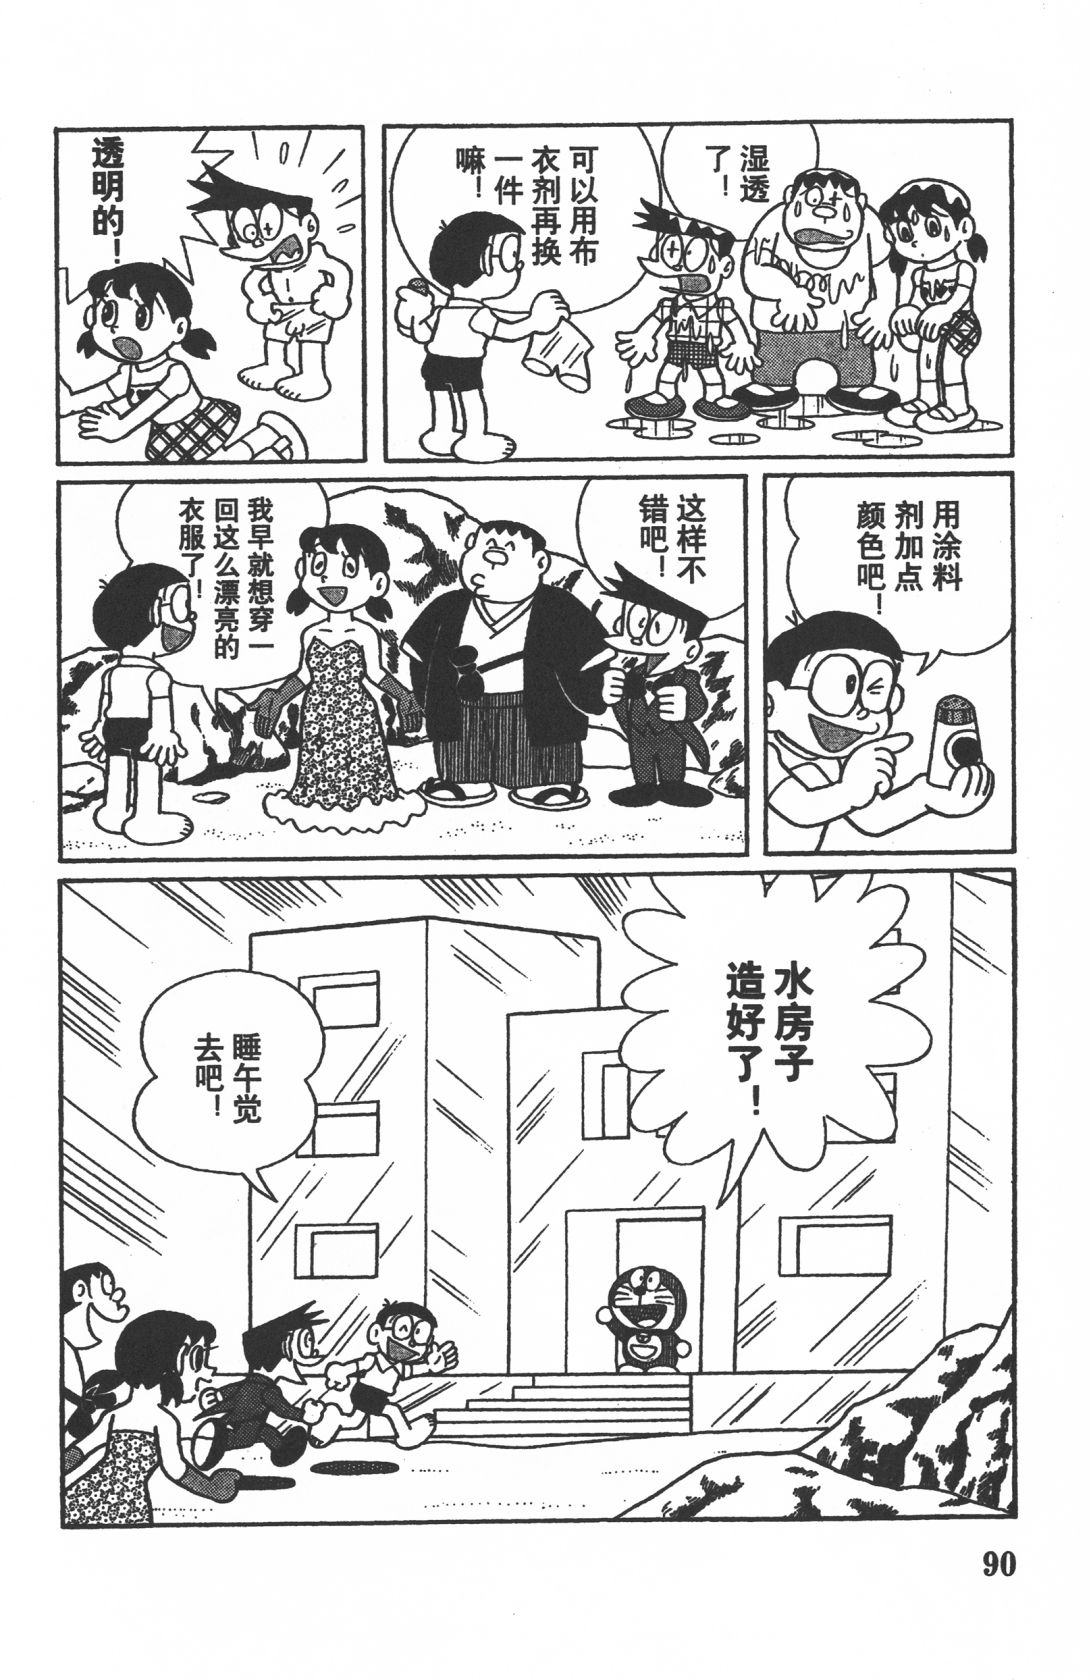 湿透
了！
可以用布
衣剂再换
一件
嘛！
透明的！
用涂料
剂加点
颜色吧！
这样不
错吧！
我早就想穿一
回这么漂亮的
衣服了！
水房子
造好了！
睡午觉
去吧！
90